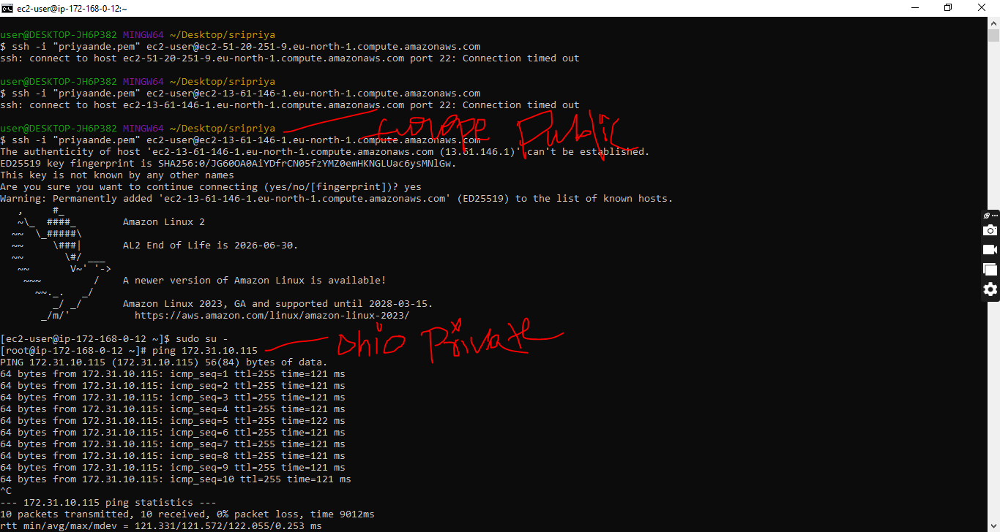 ec2-user@ip-172-168-0-12:~
user@DESKTOP-JH6P382 MINGW64 ~/Desktop/sripriya
$ ssh -i "priyaande.pem" ec2-user@ec2-51-20-251-9.eu-north-1.compute.amazonaws.com
ssh: connect to host ec2-51-20-251-9.eu-north-1.compute.amazonaws.com port 22: Connection timed out
user@DESKTOP-JH6P382 MINGW64 ~/Desktop/sripriya
$ ssh -i "priyaande.pem" ec2-user@ec2-13-61-146-1.eu-north-1.compute.amazonaws.com
ssh: connect to host ec2-13-61-146-1.eu-north-1.compute.amazonaws.com port 22: Connection timed out
user@DESKTOP-JH6P382 MINGW64 ~/Desktop/sripriya
Europe Public
$ ssh -i "priyaande.pem" ec2-user@ec2-13-61-146-1.eu-north-1.compute.amazonaws.com
The authenticity of host 'ec2-13-61-146-1.eu-north-1.compute.amazonaws.com (13.61.146.1)' can't be established.
ED25519 key fingerprint is SHA256:0/JG60OA0AiYDfrCN05fzYMZ0emHKNGLUac6ysMNlGw.
This key is not known by any other names
Are you sure you want to continue connecting (yes/no/[fingerprint])? yes
Warning: Permanently added 'ec2-13-61-146-1.eu-north-1.compute.amazonaws.com' (ED25519) to the list of known hosts.
   ,     #_
   ~\_  ####_        Amazon Linux 2
  ~~  \_#####\
  ~~     \###|       AL2 End of Life is 2026-06-30.
  ~~       \#/ ___
   ~~       V~' '->
    ~~~         /    A newer version of Amazon Linux is available!
      ~~._.   _/
         _/ _/       Amazon Linux 2023, GA and supported until 2028-03-15.
       _/m/'           https://aws.amazon.com/linux/amazon-linux-2023/
[ec2-user@ip-172-168-0-12 ~]$ sudo su -
[root@ip-172-168-0-12 ~]# ping 172.31.10.115
ohio Private
PING 172.31.10.115 (172.31.10.115) 56(84) bytes of data.
64 bytes from 172.31.10.115: icmp_seq=1 ttl=255 time=121 ms
64 bytes from 172.31.10.115: icmp_seq=2 ttl=255 time=121 ms
64 bytes from 172.31.10.115: icmp_seq=3 ttl=255 time=121 ms
64 bytes from 172.31.10.115: icmp_seq=4 ttl=255 time=121 ms
64 bytes from 172.31.10.115: icmp_seq=5 ttl=255 time=122 ms
64 bytes from 172.31.10.115: icmp_seq=6 ttl=255 time=121 ms
64 bytes from 172.31.10.115: icmp_seq=7 ttl=255 time=121 ms
64 bytes from 172.31.10.115: icmp_seq=8 ttl=255 time=121 ms
64 bytes from 172.31.10.115: icmp_seq=9 ttl=255 time=121 ms
64 bytes from 172.31.10.115: icmp_seq=10 ttl=255 time=121 ms
^C
--- 172.31.10.115 ping statistics ---
10 packets transmitted, 10 received, 0% packet loss, time 9012ms
rtt min/avg/max/mdev = 121.331/121.572/122.055/0.253 ms